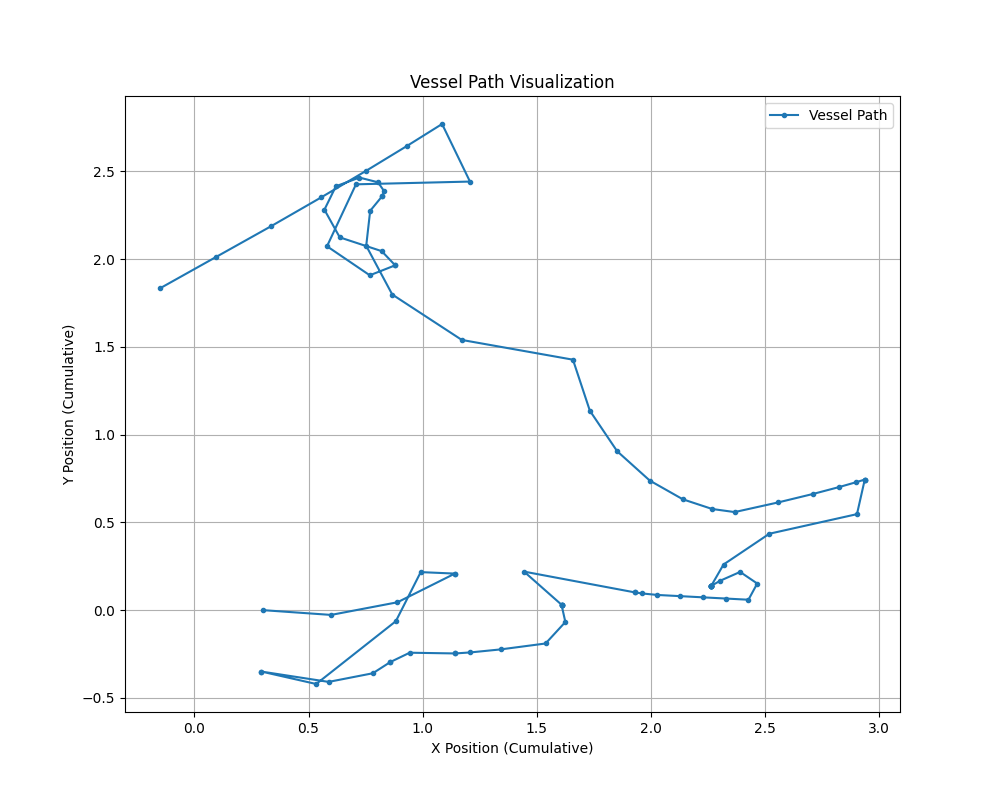 Vessel Path Visualization
Vessel Path
Y Position (Cumulative)
2.5
2.0
1.5
1.0
0.5
0.0
−0.5
0.0 0.5 1.0 1.5 2.0 2.5 3.0
X Position (Cumulative)